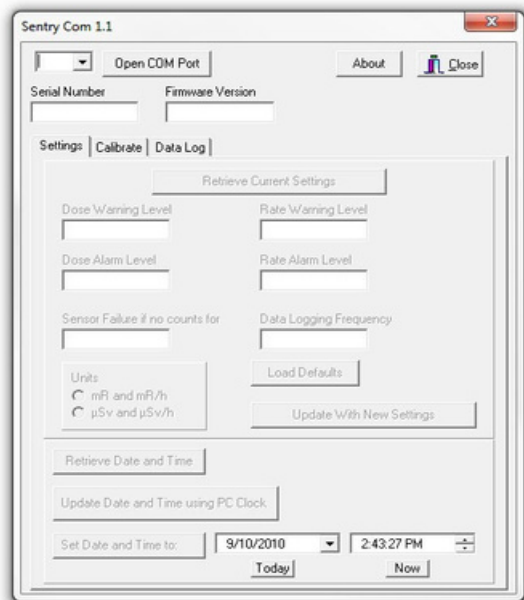 Sentry Com 1.1
Open COM Port About Close
Serial Number Firmware Version
Settings Calibrate Data Log
Retrieve Current Settings
Dose Warning Level Rate Warning Level
Dose Alarm Level Rate Alarm Level
Sensor Failure if no counts for Data Logging Frequency
Units
mR and mR/h
µSv and µSv/h
Load Defaults
Update With New Settings
Retrieve Date and Time
Update Date and Time using PC Clock
Set Date and Time to: 9/10/2010 2:43:27 PM
Today Now